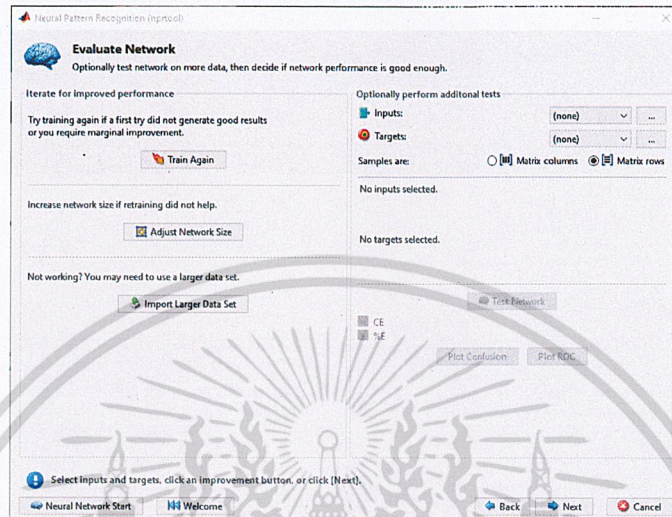 Neural Pattern Recognition (nprtool)
Evaluate Network
Optionally test network on more data, then decide if network performance is good enough.
Iterate for improved performance
Try training again if a first try did not generate good results
or you require marginal improvement.
Train Again
Increase network size if retraining did not help.
Adjust Network Size
Not working? You may need to use a larger data set.
Import Larger Data Set
Optionally perform additonal tests
Inputs: (none) ...
Targets: (none) ...
Samples are: Matrix columns Matrix rows
No inputs selected.
No targets selected.
Test Network
CE
%E
Plot Confusion Plot ROC
Select inputs and targets, click an improvement button, or click [Next].
Neural Network Start Welcome Back Next Cancel